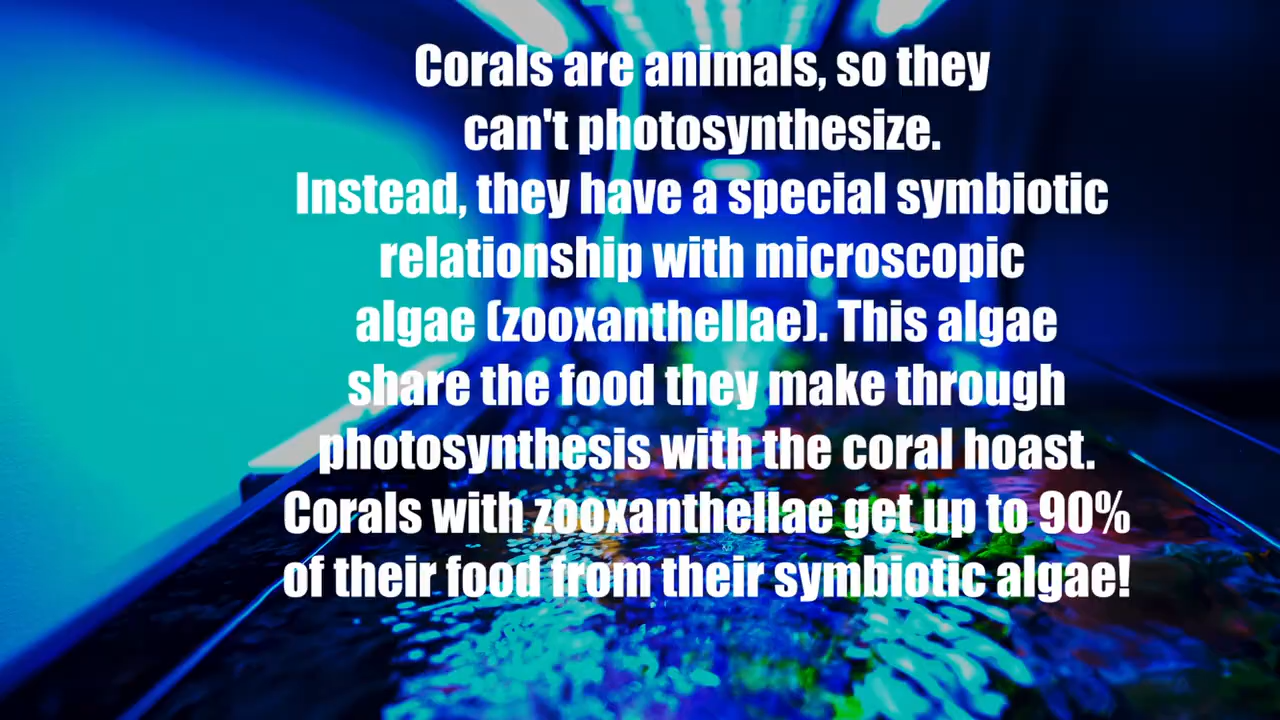 Corals are animals, so they
can't photosynthesize.
Instead, they have a special symbiotic
relationship with microscopic
algae (zooxanthellae). This algae
share the food they make through
photosynthesis with the coral hoast.
Corals with zooxanthellae get up to 90%
of their food from their symbiotic algae!